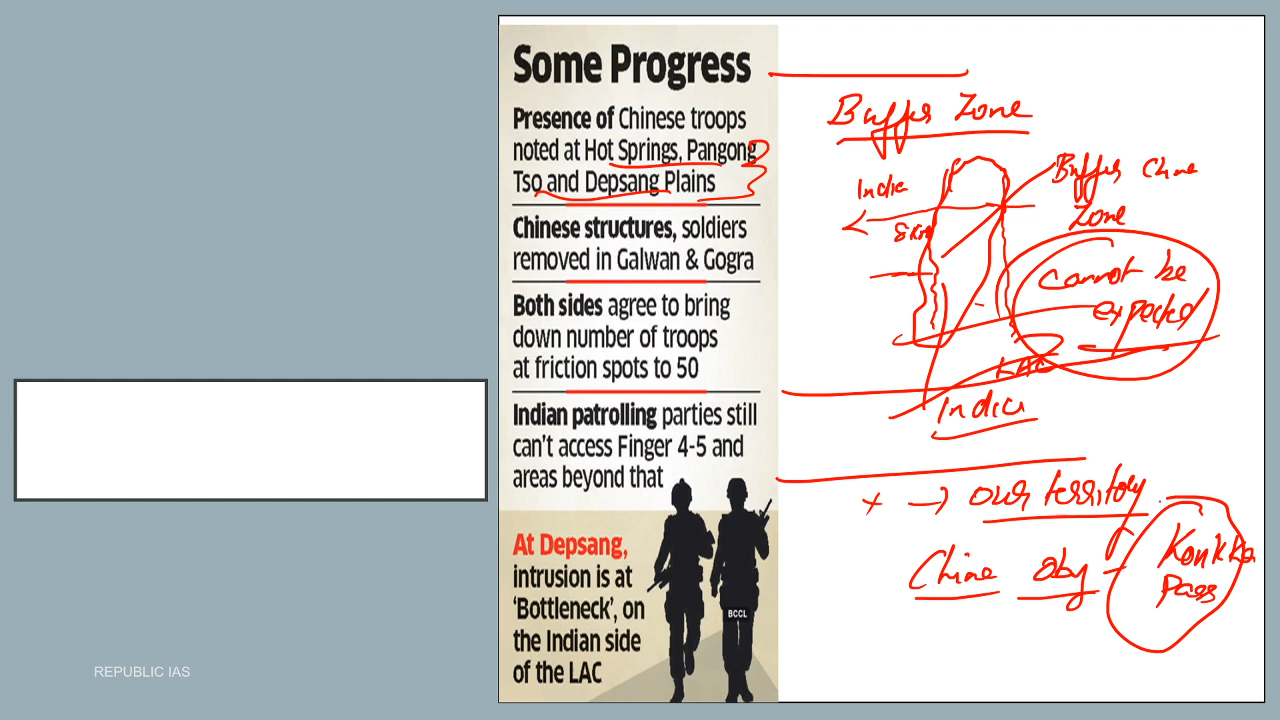 Some Progress
Presence of Chinese troops
noted at Hot Springs, Pangong
Tso and Depsang Plains
Chinese structures, soldiers
removed in Galwan & Gogra
Both sides agree to bring
down number of troops
at friction spots to 50
Indian patrolling parties still
can't access Finger 4-5 and
areas beyond that
At Depsang,
intrusion is at
'Bottleneck', on
the Indian side
of the LAC
BCCL
Buffer Zone
India
Buffer China
Zone
cannot be
expected
LAC
India
x → our territory
China obj - Konkka
Pass
REPUBLIC IAS